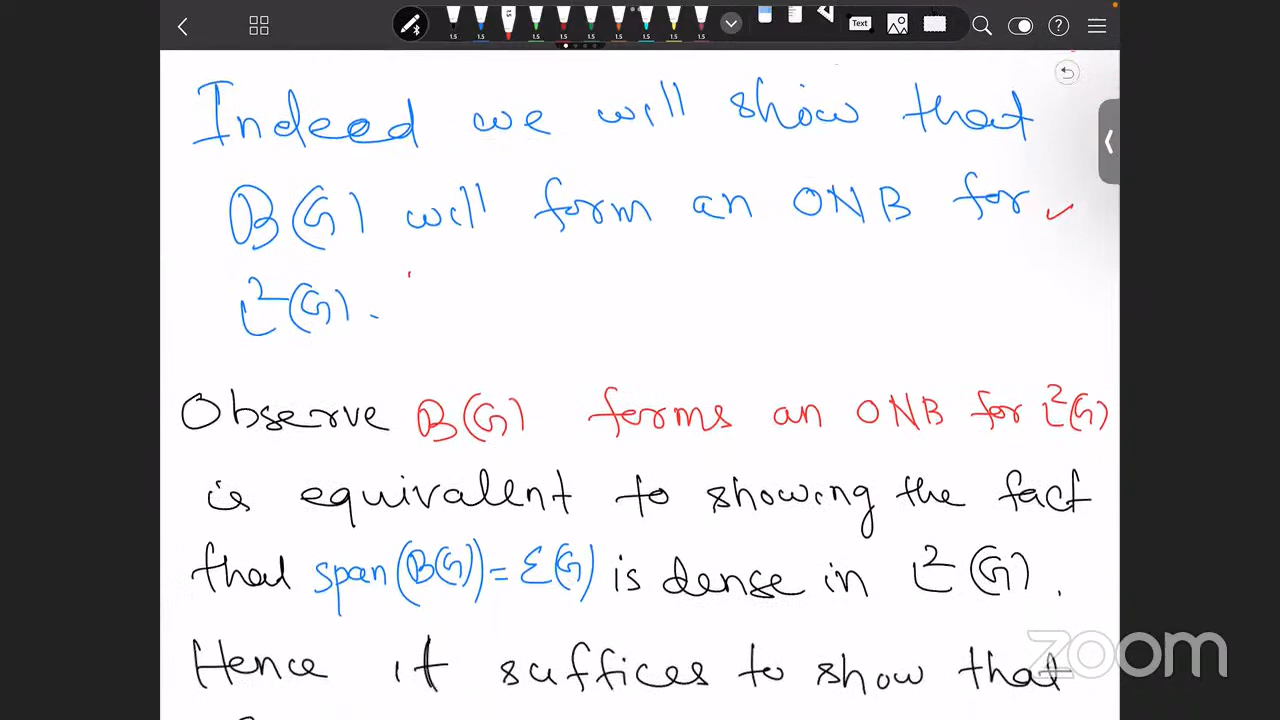 Text
Indeed we will show that
B(G) will form an ONB for ✓
L²(G).
Observe B(G) forms an ONB for L²(G)
is equivalent to showing the fact
that span(B(G)) = Ɛ(G) is dense in L²(G).
Hence it suffices to show that
zoom